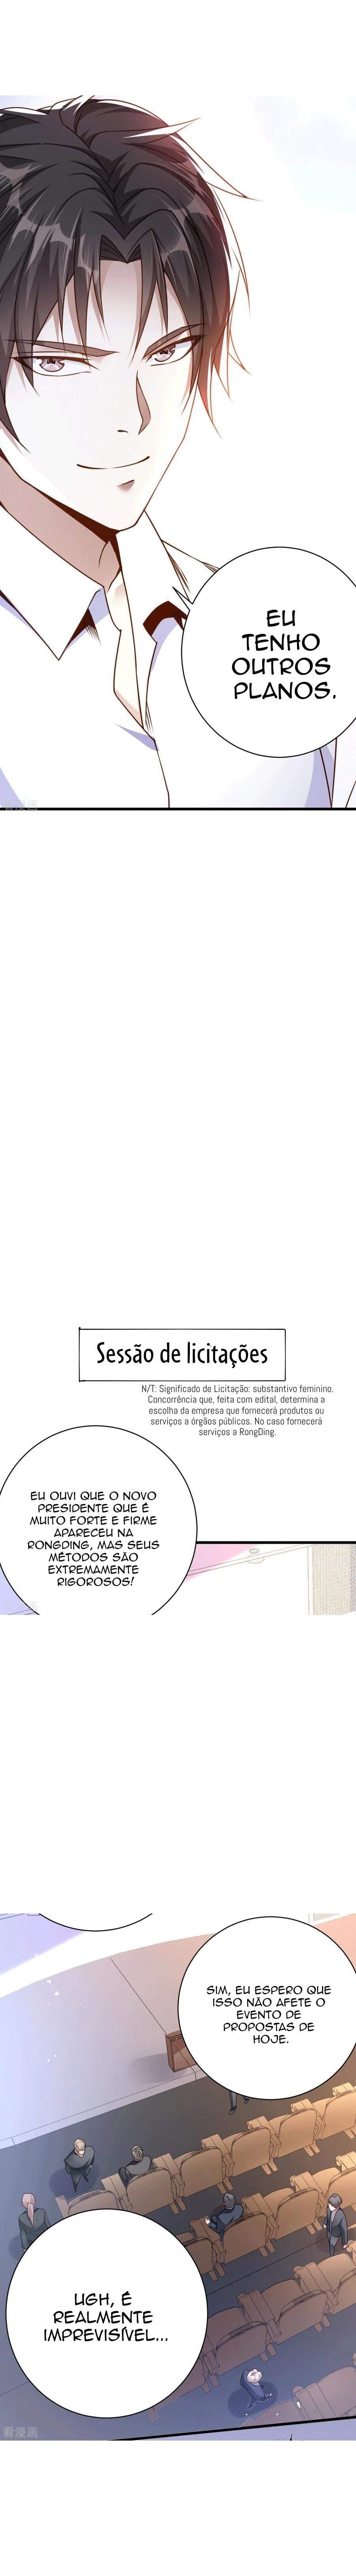 EU
TENHO
OUTROS
PLANOS.
看漫画
Sessão de licitações
N/T: Significado de Licitação: substantivo feminino.
Concorrência que, feita com edital, determina a
escolha da empresa que fornecerá produtos ou
serviços a órgãos públicos. No caso fornecerá
serviços a RongDing.
EU OUVI QUE O NOVO
PRESIDENTE QUE É
MUITO FORTE E FIRME
APARECEU NA
RONGDING, MAS SEUS
MÉTODOS SÃO
EXTREMAMENTE
RIGOROSOS!
SIM, EU ESPERO QUE
ISSO NÃO AFETE O
EVENTO DE
PROPOSTAS DE
HOJE.
UGH, É
REALMENTE
IMPREVISÍVEL...
看漫画